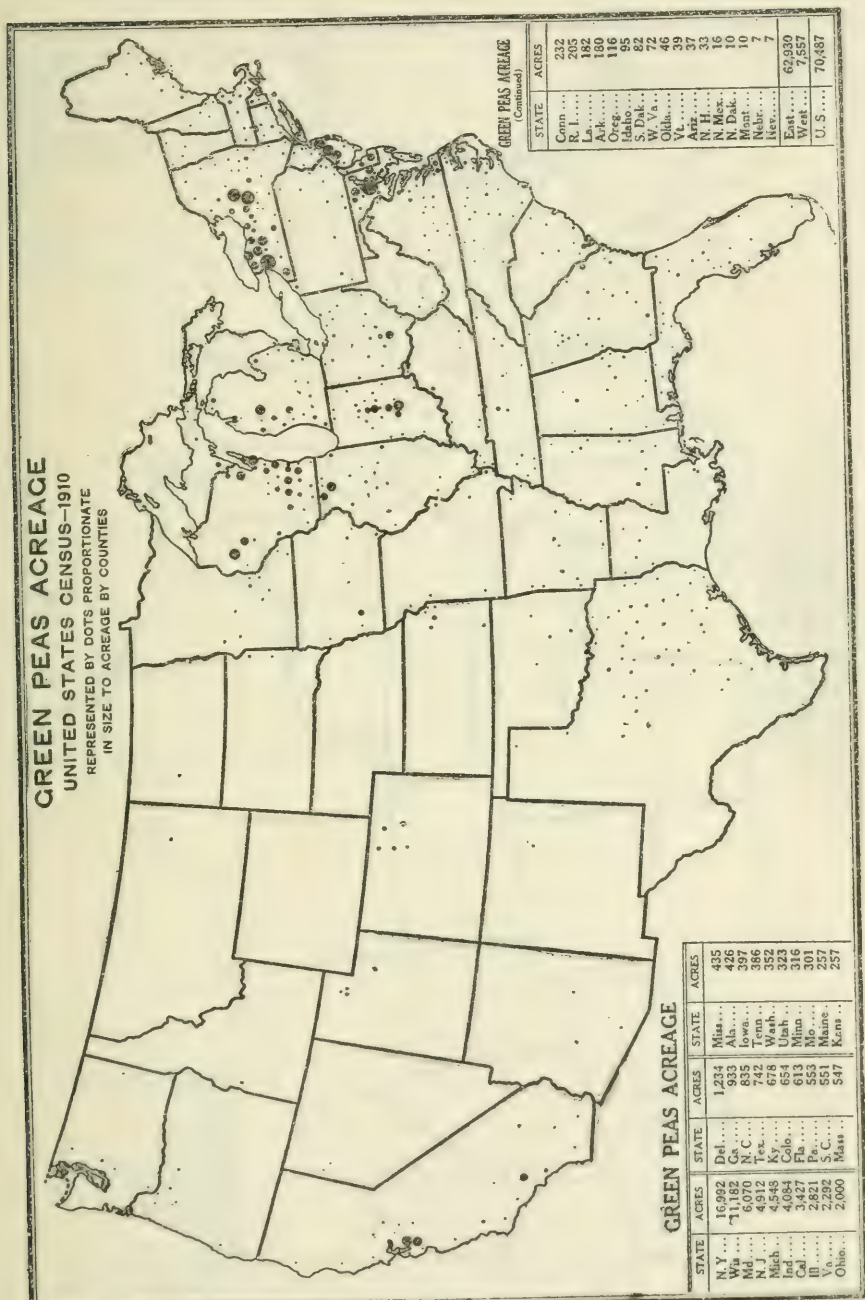 GREEN PEAS ACREAGE
UNITED STATES CENSUS—1910
REPRESENTED BY DOTS PROPORTIONATE
IN SIZE TO ACREAGE BY COUNTIES
GREEN PEAS ACREAGE
STATE ACRES STATE ACRES STATE ACRES
N. Y..... 16,992 Del..... 1,234 Miss.... 435
Wis .... 11,182 Ga ..... 933 Ala..... 426
Md ..... 6,070 N. C .... 835 Iowa.... 397
N. J ..... 4,912 Tex..... 742 Tenn ... 386
Mich .... 4,548 Ky ..... 678 Wash... 352
Ind ..... 4,084 Colo.... 654 Utah ... 323
Cal ..... 3,427 Fla ..... 613 Minn .. 316
Ill ...... 2,821 Pa...... 553 Mo .... 301
Va ..... 2,292 S. C..... 551 Maine.. 257
Ohio.... 2,000 Mass ... 547 Kans .. 257
GREEN PEAS ACREAGE
(Continued)
STATE ACRES
Conn ... 232
R. I..... 205
La...... 182
Ark .... 180
Oreg.... 116
Idaho... 95
S. Dak.. 82
W. Va .. 72
Okla.... 46
Vt...... 39
Ariz.... 37
N. H.... 33
N. Mex.. 16
N. Dak.. 10
Mont ... 10
Nebr.... 7
Nev..... 7
East..... 62,930
West .... 7,557
U. S ..... 70,487